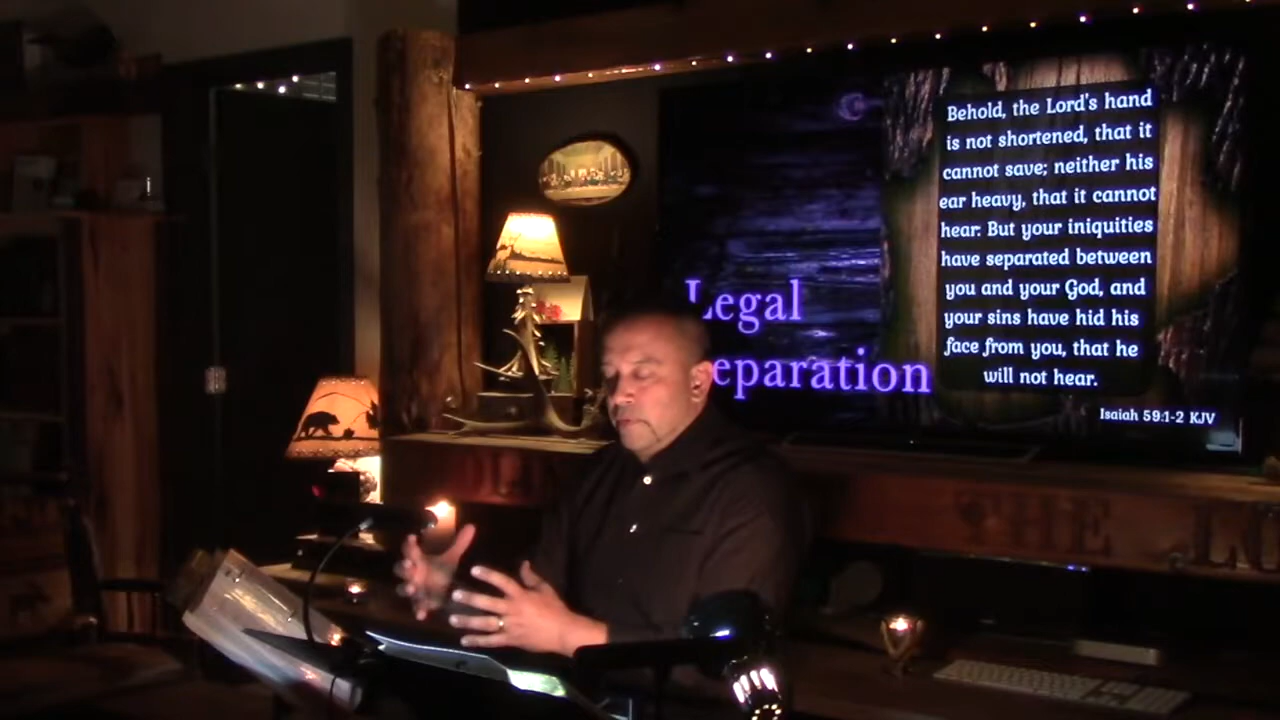 Behold, the Lord's hand
is not shortened, that it
cannot save; neither his
ear heavy, that it cannot
hear: But your iniquities
have separated between
you and your God, and
your sins have hid his
face from you, that he
will not hear.
Isaiah 59:1-2 KJV
Legal
eparation
THE LO